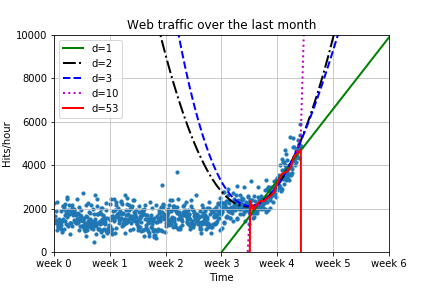 Web traffic over the last month
10000
8000
6000
4000
2000
0
Hits/hour
d=1
d=2
d=3
d=10
d=53
week 0 week 1 week 2 week 3 week 4 week 5 week 6
Time